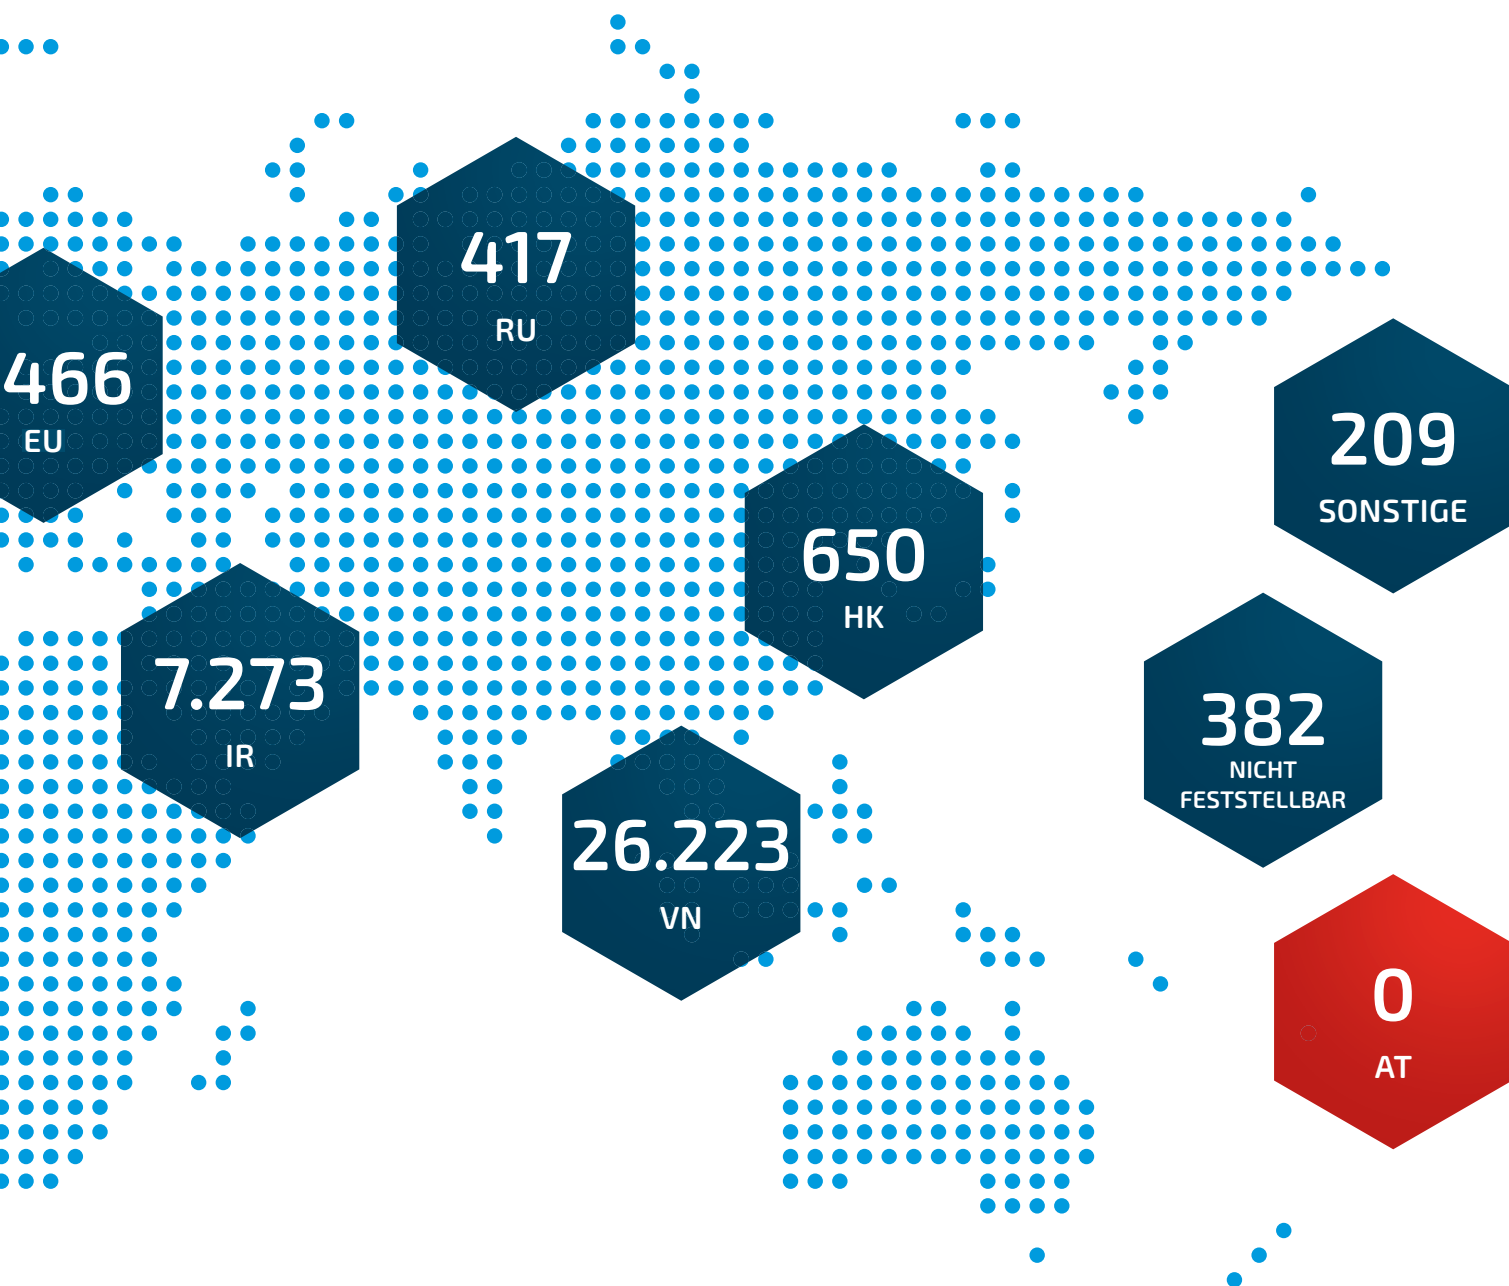 417
RU
466
EU
209
SONSTIGE
650
HK
7.273
IR
382
NICHT
FESTSTELLBAR
26.223
VN
0
AT